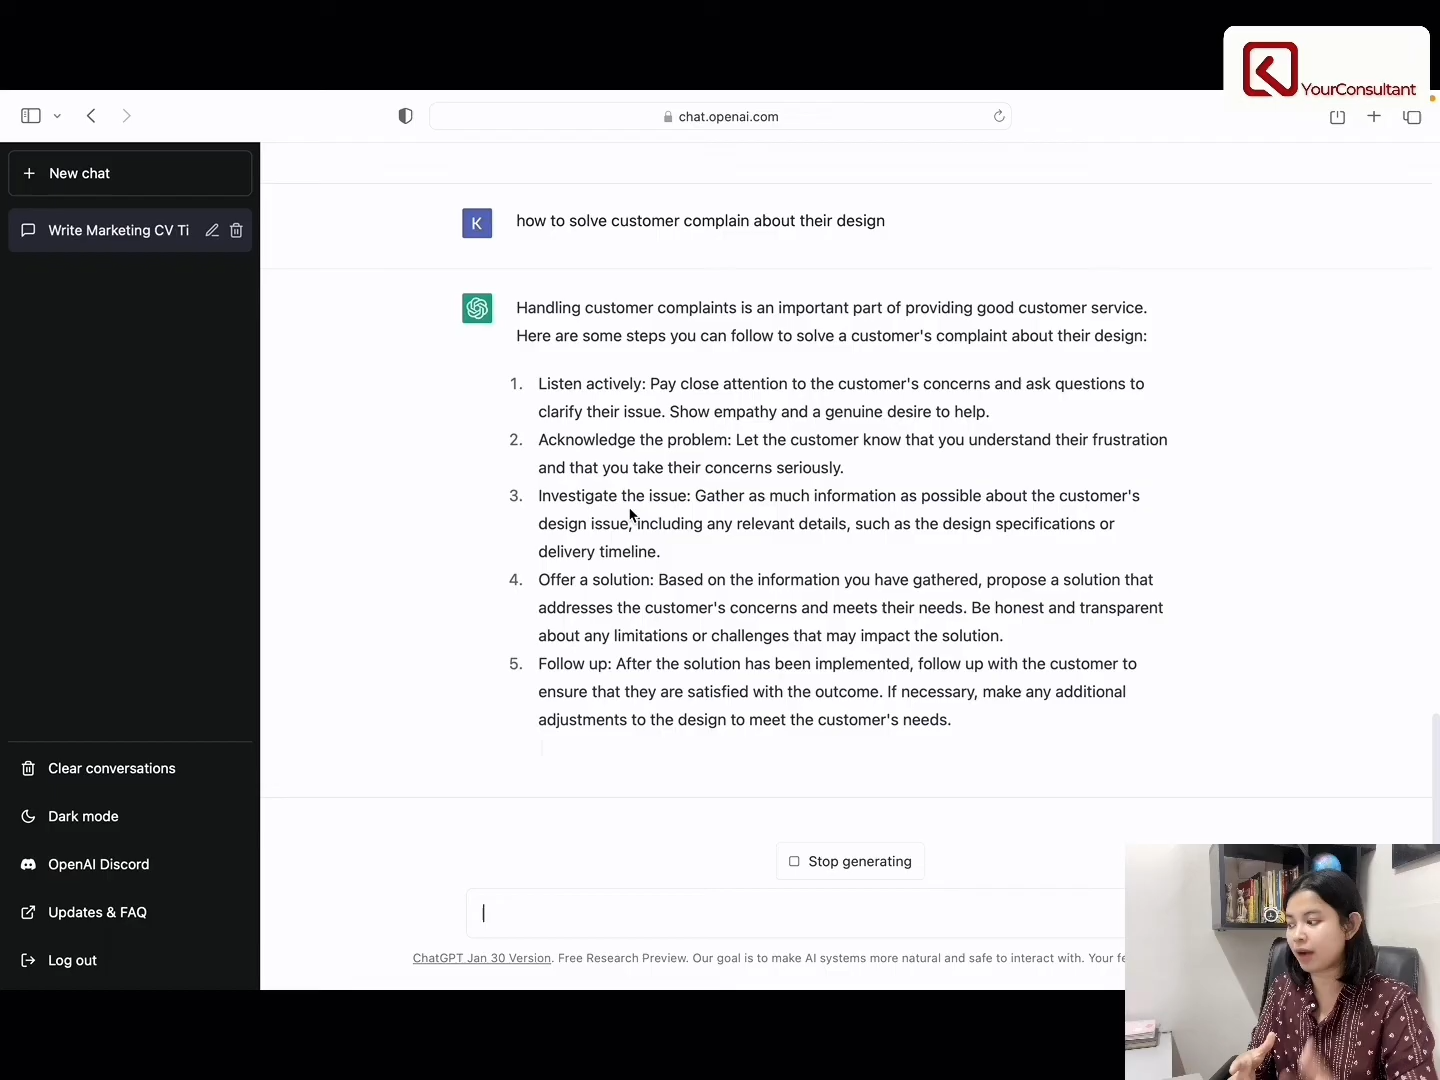 YourConsultant
chat.openai.com
New chat
Write Marketing CV Ti
K
how to solve customer complain about their design
Handling customer complaints is an important part of providing good customer service.
Here are some steps you can follow to solve a customer's complaint about their design:
1. Listen actively: Pay close attention to the customer's concerns and ask questions to
clarify their issue. Show empathy and a genuine desire to help.
2. Acknowledge the problem: Let the customer know that you understand their frustration
and that you take their concerns seriously.
3. Investigate the issue: Gather as much information as possible about the customer's
design issue, including any relevant details, such as the design specifications or
delivery timeline.
4. Offer a solution: Based on the information you have gathered, propose a solution that
addresses the customer's concerns and meets their needs. Be honest and transparent
about any limitations or challenges that may impact the solution.
5. Follow up: After the solution has been implemented, follow up with the customer to
ensure that they are satisfied with the outcome. If necessary, make any additional
adjustments to the design to meet the customer's needs.
Clear conversations
Dark mode
OpenAI Discord
Updates & FAQ
Log out
Stop generating
ChatGPT Jan 30 Version. Free Research Preview. Our goal is to make AI systems more natural and safe to interact with. Your fe